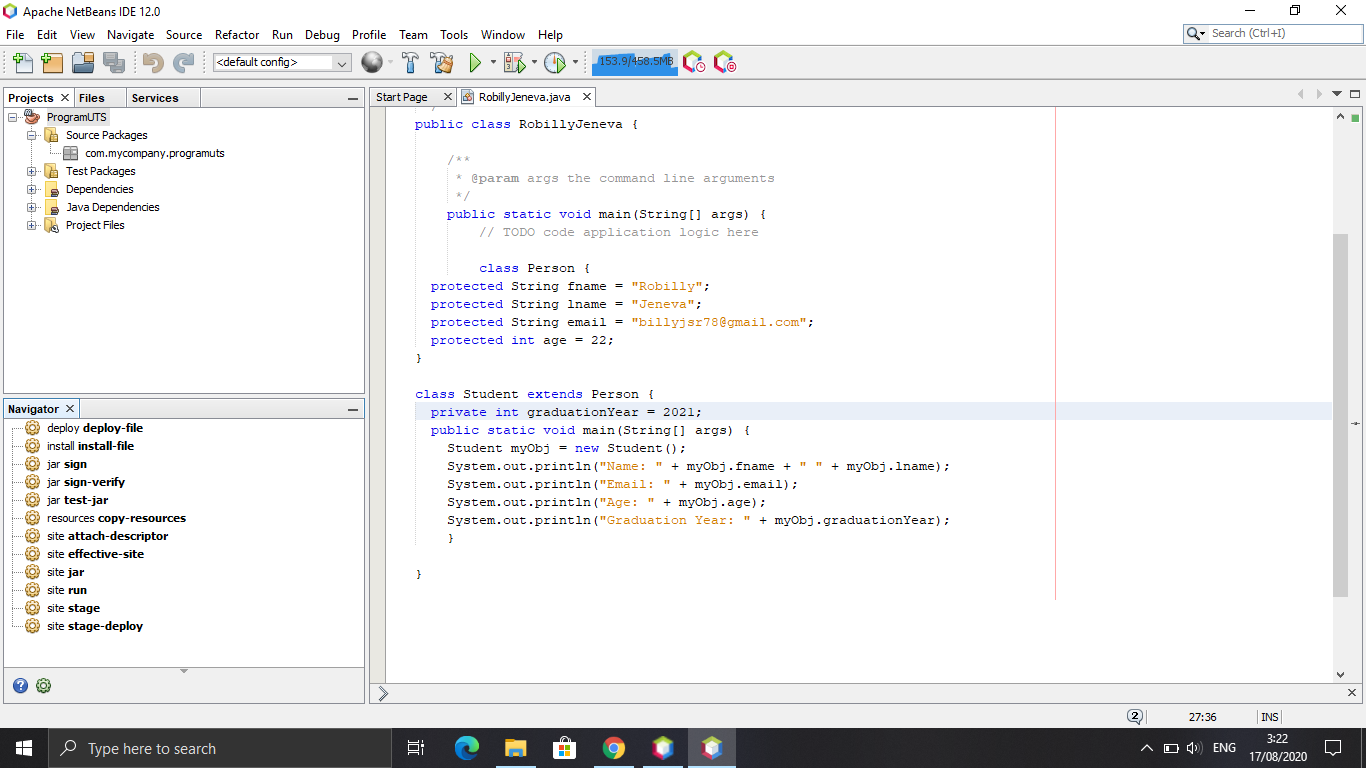 Apache NetBeans IDE 12.0
File Edit View Navigate Source Refactor Run Debug Profile Team Tools Window Help
Search (Ctrl+I)
<default config>
153.9/458.5MB
Projects Files Services
ProgramUTS
Source Packages
com.mycompany.programuts
Test Packages
Dependencies
Java Dependencies
Project Files
Navigator
deploy deploy-file
install install-file
jar sign
jar sign-verify
jar test-jar
resources copy-resources
site attach-descriptor
site effective-site
site jar
site run
site stage
site stage-deploy
Start Page RobillyJeneva.java
public class RobillyJeneva {
/**
* @param args the command line arguments
*/
public static void main(String[] args) {
// TODO code application logic here
class Person {
protected String fname = "Robilly";
protected String lname = "Jeneva";
protected String email = "billyjsr78@gmail.com";
protected int age = 22;
}
class Student extends Person {
private int graduationYear = 2021;
public static void main(String[] args) {
Student myObj = new Student();
System.out.println("Name: " + myObj.fname + " " + myObj.lname);
System.out.println("Email: " + myObj.email);
System.out.println("Age: " + myObj.age);
System.out.println("Graduation Year: " + myObj.graduationYear);
}
}
2
27:36
INS
Type here to search
ENG
3:22
17/08/2020